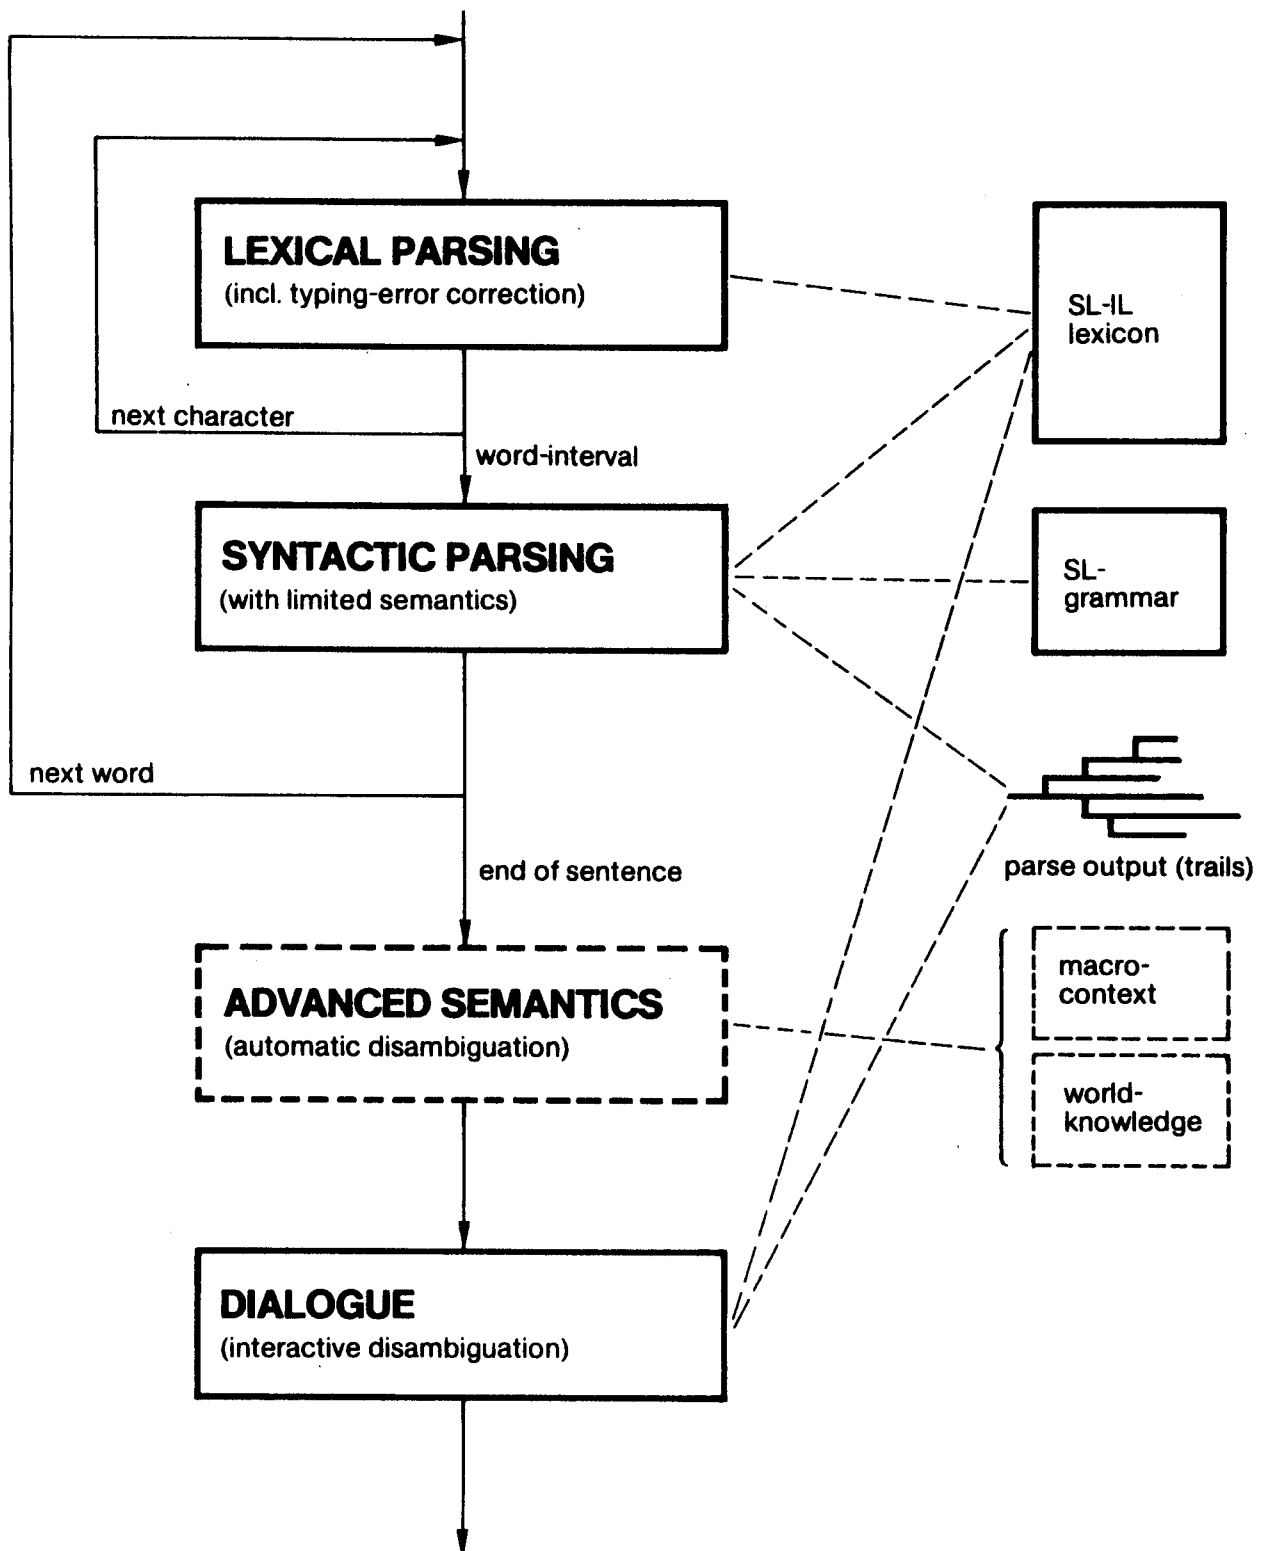 LEXICAL PARSING
(incl. typing-error correction)
SL-IL
lexicon
next character
word-interval
SYNTACTIC PARSING
(with limited semantics)
SL-
grammar
next word
end of sentence
parse output (trails)
ADVANCED SEMANTICS
(automatic disambiguation)
macro-
context
world-
knowledge
DIALOGUE
(interactive disambiguation)